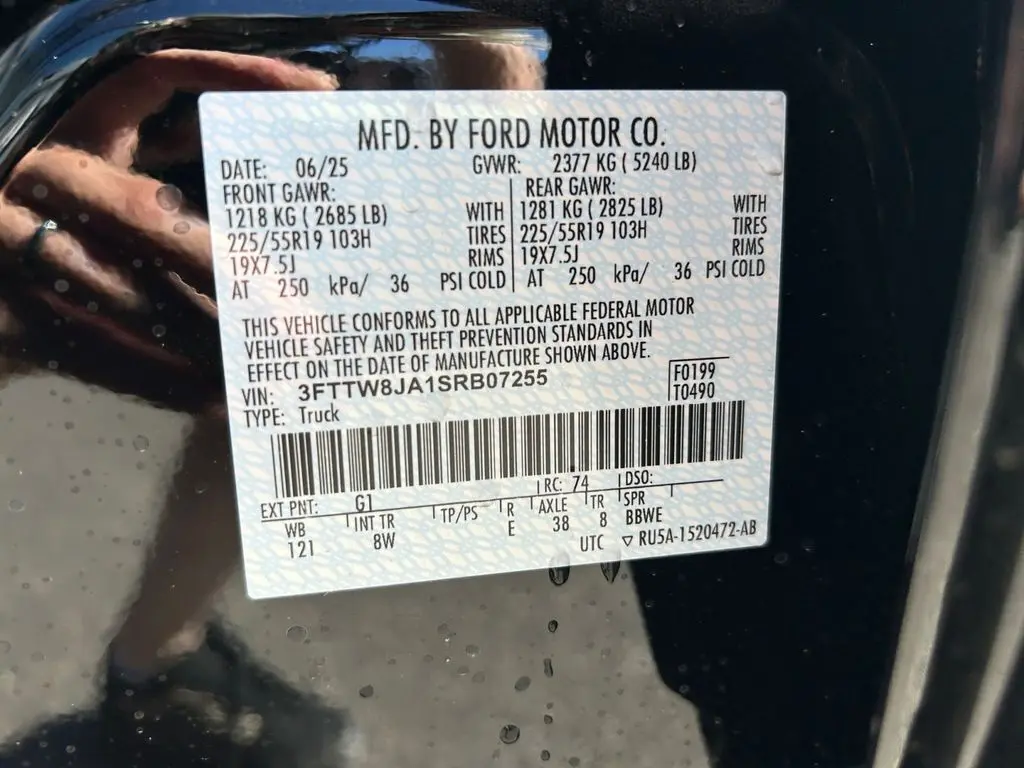 MFD. BY FORD MOTOR CO.
DATE: 06/25 GVWR: 2377 KG ( 5240 LB)
FRONT GAWR: REAR GAWR:
1218 KG ( 2685 LB) WITH 1281 KG ( 2825 LB) WITH
225/55R19 103H TIRES 225/55R19 103H TIRES
19X7.5J RIMS 19X7.5J RIMS
AT 250 kPa/ 36 PSI COLD AT 250 kPa/ 36 PSI COLD
THIS VEHICLE CONFORMS TO ALL APPLICABLE FEDERAL MOTOR
VEHICLE SAFETY AND THEFT PREVENTION STANDARDS IN
EFFECT ON THE DATE OF MANUFACTURE SHOWN ABOVE.
VIN: 3FTTW8JA1SRB07255 F0199
TYPE: Truck T0490
EXT PNT: G1 RC: 74 DSO:
WB INT TR TP/PS R AXLE TR SPR
121 8W E 38 8 BBWE
UTC ▽ RU5A-1520472-AB